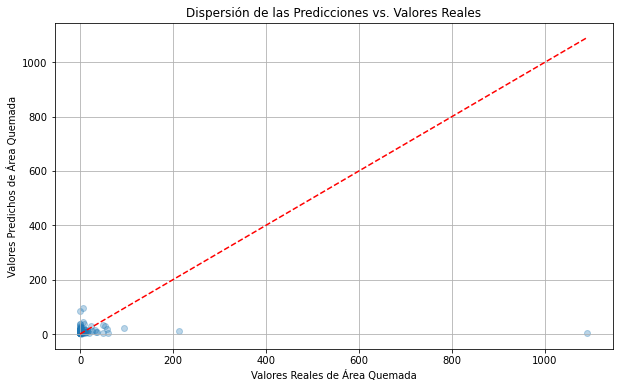 Dispersión de las Predicciones vs. Valores Reales
Valores Predichos de Área Quemada
1000
800
600
400
200
0
0 200 400 600 800 1000
Valores Reales de Área Quemada